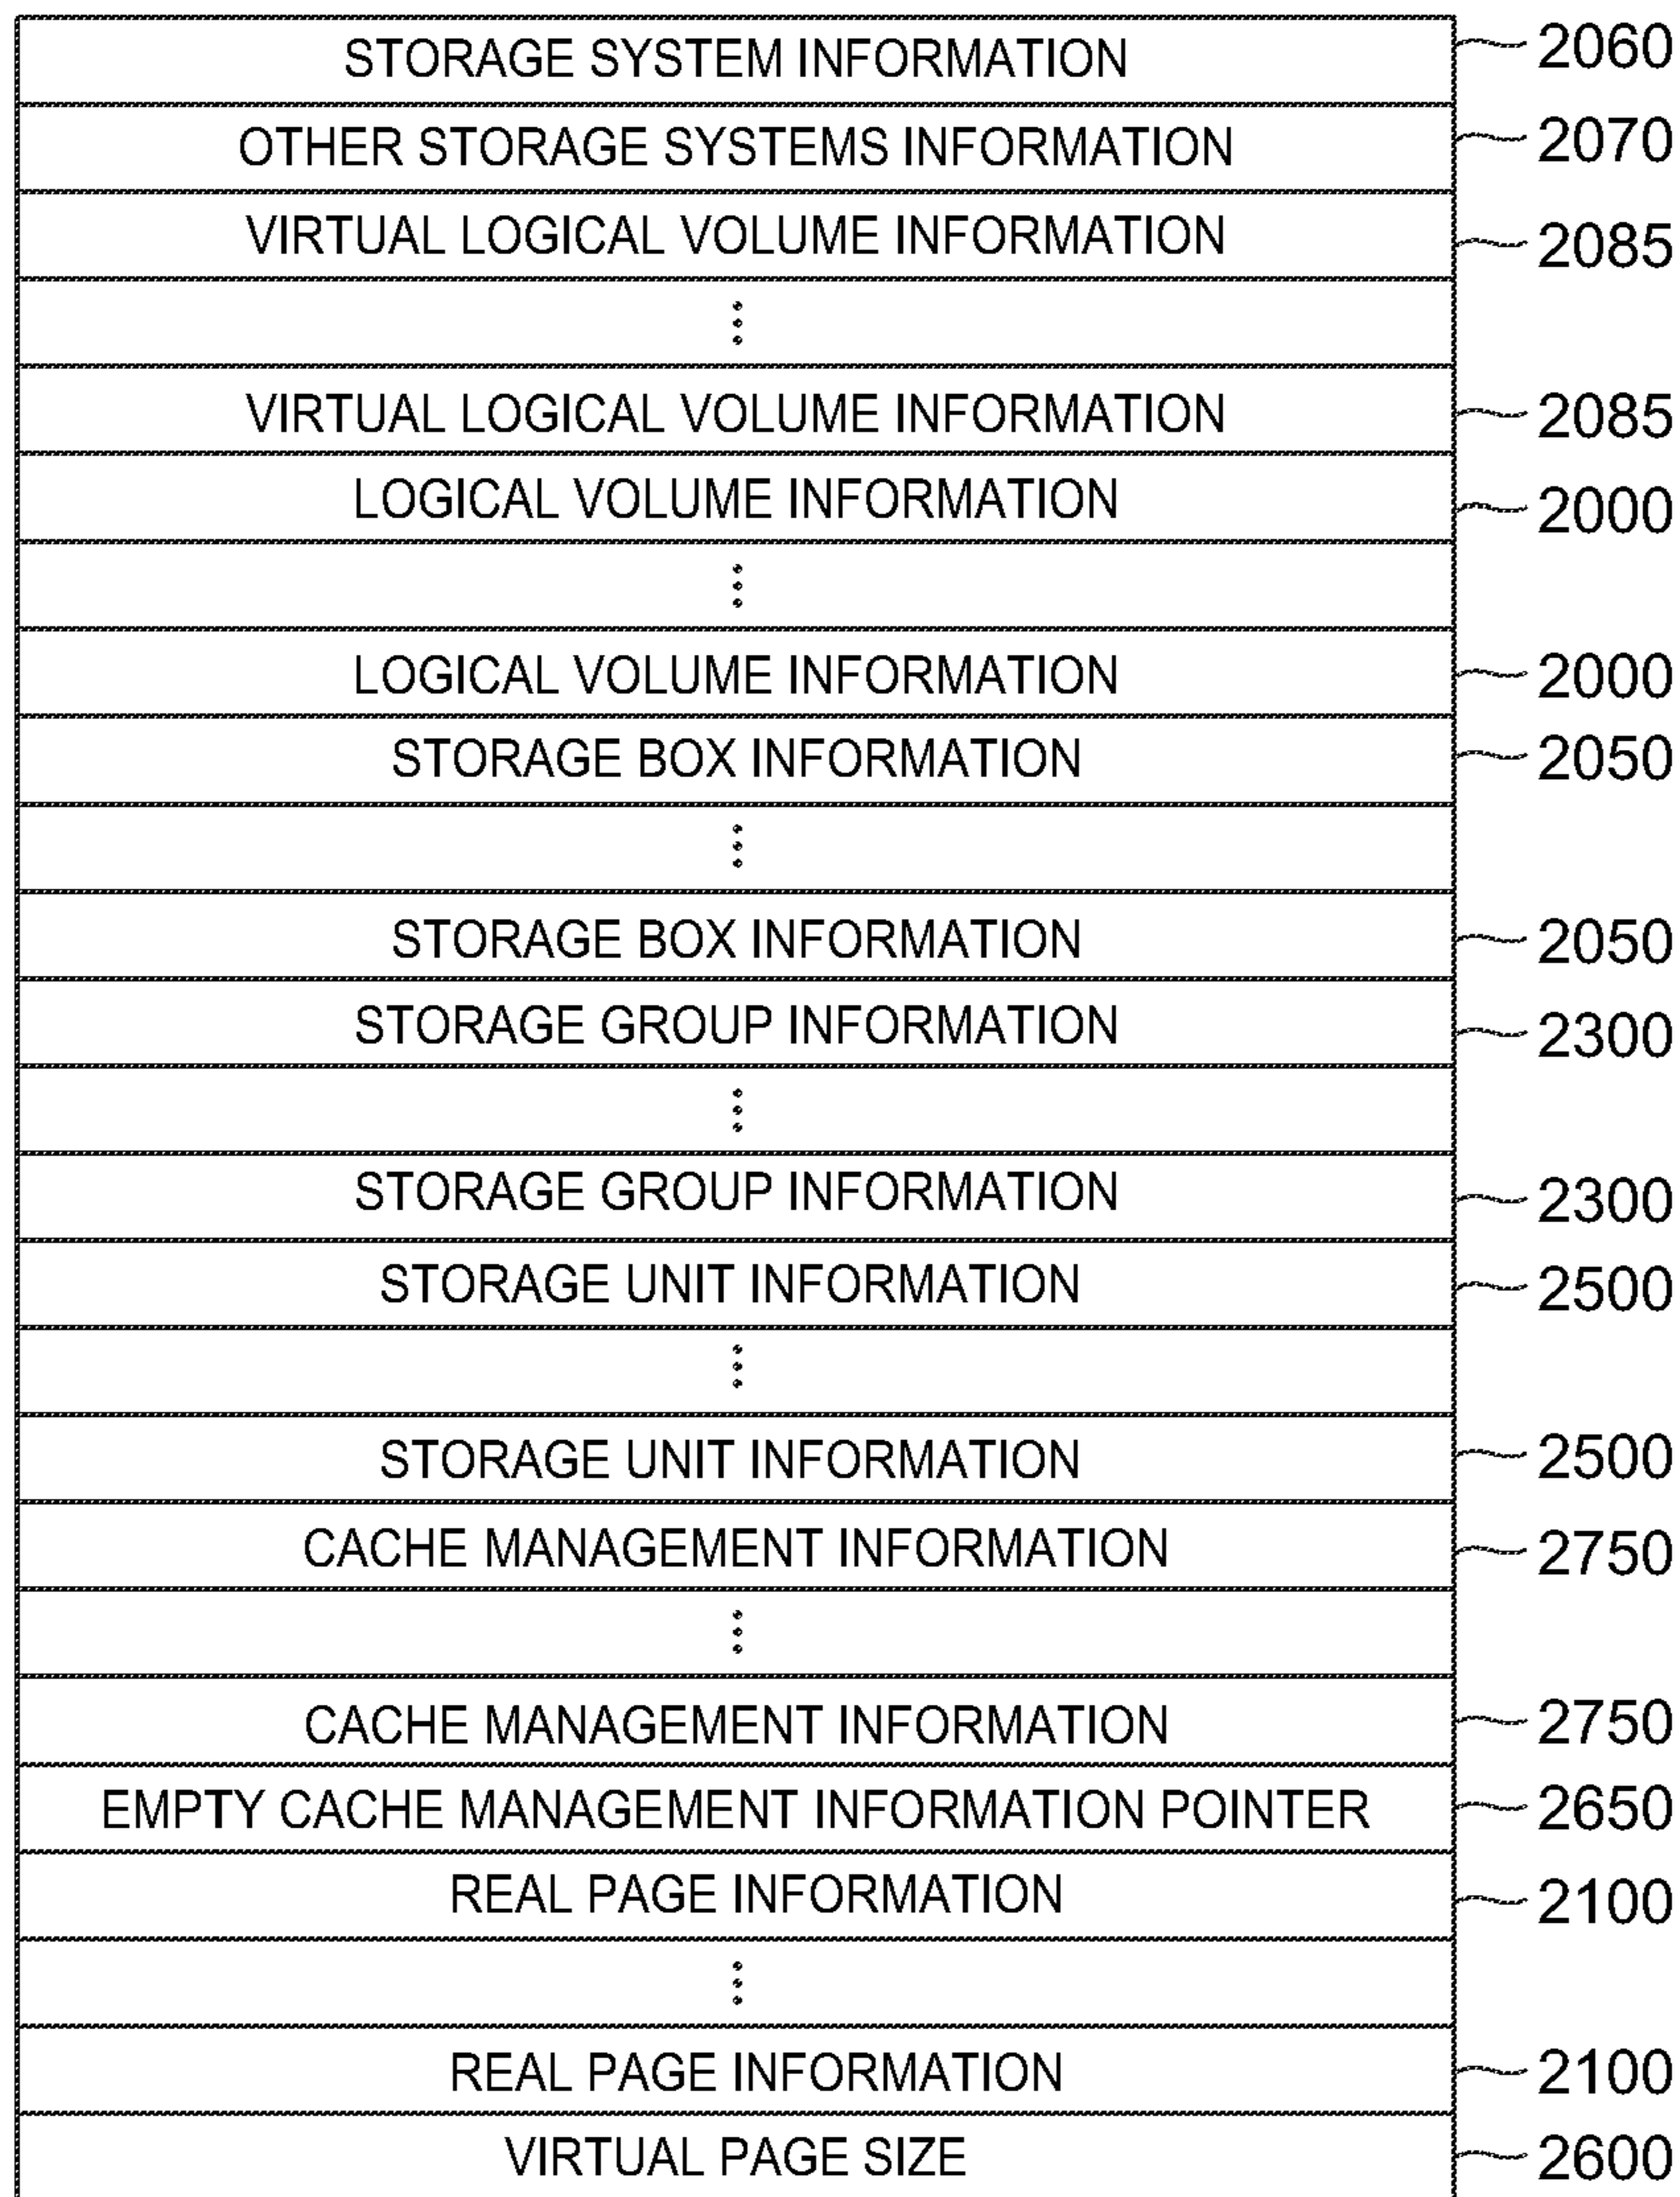 STORAGE SYSTEM INFORMATION 2060
OTHER STORAGE SYSTEMS INFORMATION 2070
VIRTUAL LOGICAL VOLUME INFORMATION 2085
⋮
VIRTUAL LOGICAL VOLUME INFORMATION 2085
LOGICAL VOLUME INFORMATION 2000
⋮
LOGICAL VOLUME INFORMATION 2000
STORAGE BOX INFORMATION 2050
⋮
STORAGE BOX INFORMATION 2050
STORAGE GROUP INFORMATION 2300
⋮
STORAGE GROUP INFORMATION 2300
STORAGE UNIT INFORMATION 2500
⋮
STORAGE UNIT INFORMATION 2500
CACHE MANAGEMENT INFORMATION 2750
⋮
CACHE MANAGEMENT INFORMATION 2750
EMPTY CACHE MANAGEMENT INFORMATION POINTER 2650
REAL PAGE INFORMATION 2100
⋮
REAL PAGE INFORMATION 2100
VIRTUAL PAGE SIZE 2600